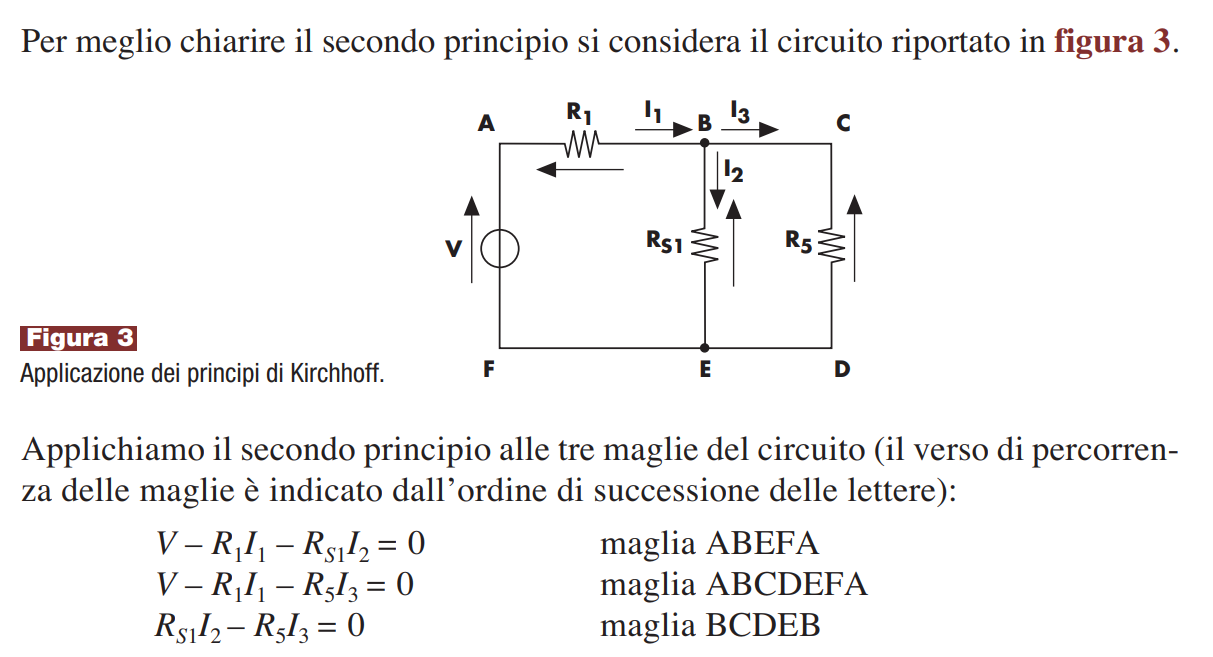 Per meglio chiarire il secondo principio si considera il circuito riportato in figura 3.
A
R1
I1
B
I3
C
I2
V
RS1
R5
F
E
D
Figura 3
Applicazione dei principi di Kirchhoff.
Applichiamo il secondo principio alle tre maglie del circuito (il verso di percorren-
za delle maglie è indicato dall'ordine di successione delle lettere):
V – R₁I₁ – R_S1I₂ = 0 maglia ABEFA
V – R₁I₁ – R₅I₃ = 0 maglia ABCDEFA
R_S1I₂ – R₅I₃ = 0 maglia BCDEB